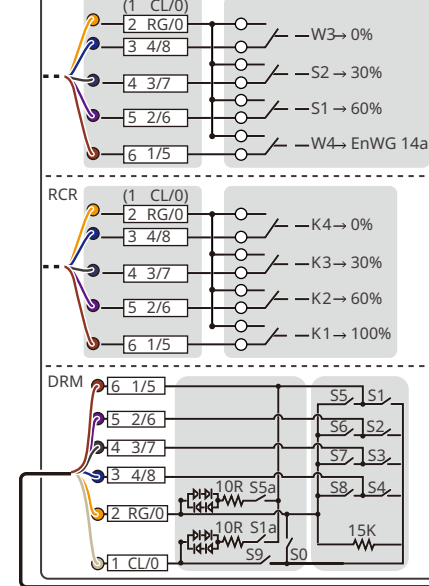 (1 CL/0)
2 RG/0
3 4/8
W3→ 0%
4 3/7
S2 → 30%
5 2/6
S1 → 60%
6 1/5
W4→ EnWG 14a
RCR
(1 CL/0)
2 RG/0
3 4/8
K4→ 0%
4 3/7
K3→ 30%
5 2/6
K2→ 60%
6 1/5
K1→ 100%
DRM
6 1/5
S5 S1
5 2/6
S6 S2
4 3/7
S7 S3
3 4/8
S8 S4
10R S5a
2 RG/0
10R S1a
15K
1 CL/0
S9 S0